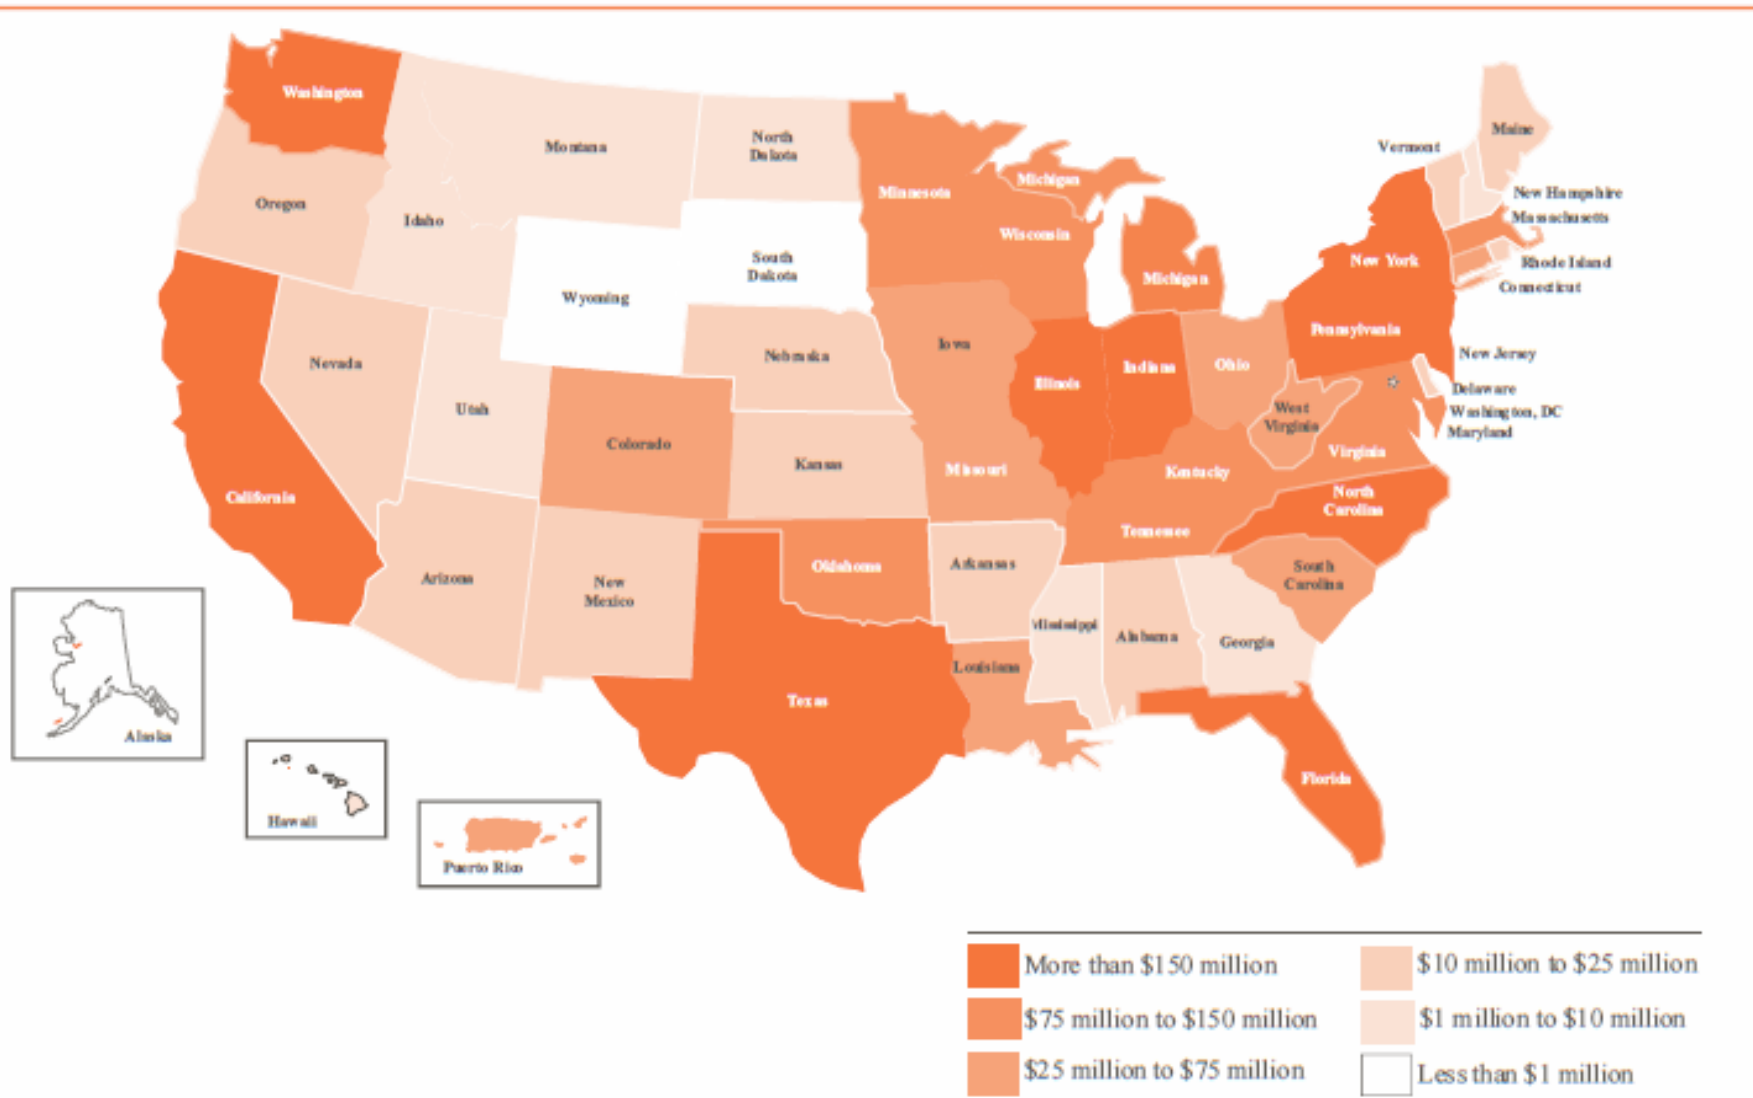 Washington
Montana
North
Dakota
Minnesota
Michigan
Vermont
Maine
New Hampshire
Massachusetts
Oregon
Idaho
Wisconsin
New York
Rhode Island
Connecticut
South
Dakota
Wyoming
Michigan
Pennsylvania
New Jersey
Nevada
Nebraska
Iowa
Illinois
Indiana
Ohio
Delaware
Washington, DC
Maryland
Utah
Colorado
Kansas
Missouri
Kentucky
West
Virginia
Virginia
California
North
Carolina
Tennessee
Arizona
New
Mexico
Oklahoma
Arkansas
South
Carolina
Mississippi
Alabama
Georgia
Louisiana
Texas
Florida
Alaska
Hawaii
Puerto Rico
More than $150 million
$75 million to $150 million
$25 million to $75 million
$10 million to $25 million
$1 million to $10 million
Less than $1 million